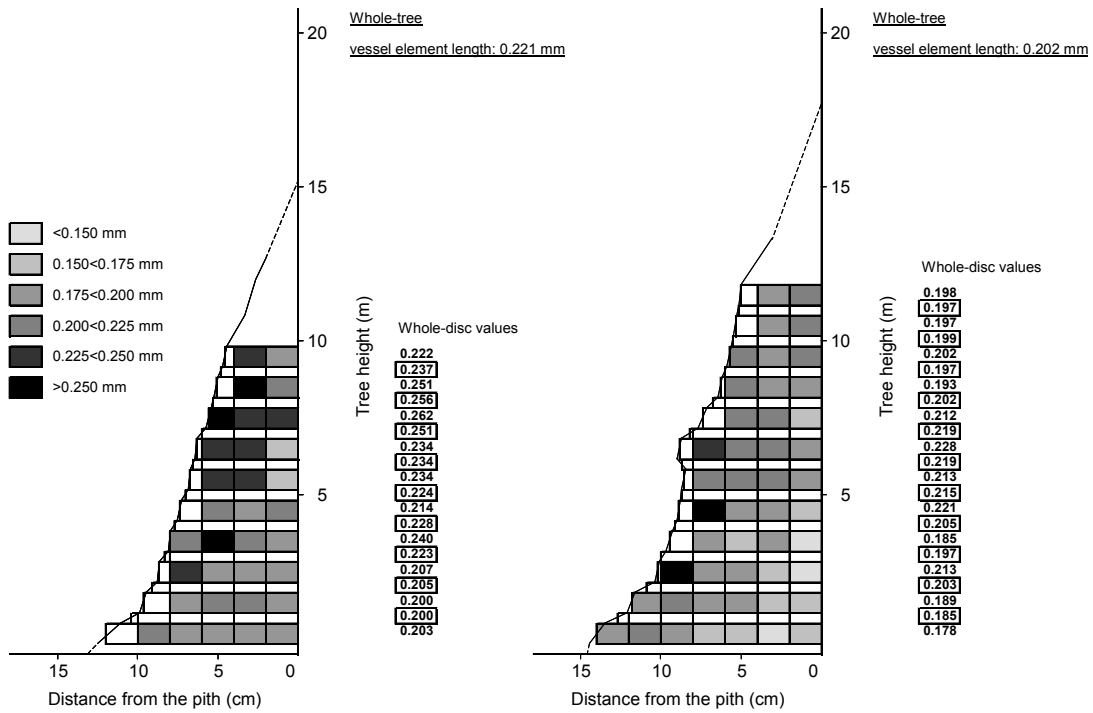 Whole-tree
vessel element length: 0.221 mm
20
15
10
5
<0.150 mm
0.150<0.175 mm
0.175<0.200 mm
0.200<0.225 mm
0.225<0.250 mm
>0.250 mm
Tree height (m)
Whole-disc values
0.222
0.237
0.251
0.256
0.262
0.251
0.234
0.234
0.234
0.224
0.214
0.228
0.240
0.223
0.207
0.205
0.200
0.200
0.203
15 10 5 0
Distance from the pith (cm)
Whole-tree
vessel element length: 0.202 mm
20
15
10
5
Tree height (m)
Whole-disc values
0.198
0.197
0.197
0.199
0.202
0.197
0.193
0.202
0.212
0.219
0.228
0.219
0.213
0.215
0.221
0.205
0.185
0.197
0.213
0.203
0.189
0.185
0.178
15 10 5 0
Distance from the pith (cm)